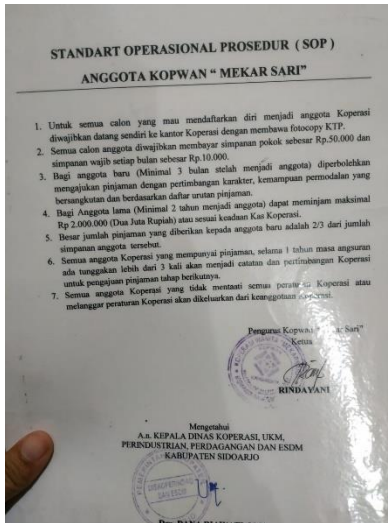 STANDART OPERASIONAL PROSEDUR ( SOP )
ANGGOTA KOPWAN “ MEKAR SARI”
1. Untuk semua calon yang mau mendaftarkan diri menjadi anggota Koperasi
diwajibkan datang sendiri ke kantor Koperasi dengan membawa fotocopy KTP.
2. Semua calon anggota diwajibkan membayar simpanan pokok sebesar Rp.50.000 dan
simpanan wajib setiap bulan sebesar Rp.10.000.
3. Bagi anggota baru (Minimal 3 bulan stelah menjadi anggota) diperbolehkan
mengajukan pinjaman dengan pertimbangan karakter, kemampuan permodalan yang
bersangkutan dan berdasarkan daftar urutan pinjaman.
4. Bagi Anggota lama (Minimal 2 tahun menjadi anggota) dapat meminjam maksimal
Rp 2.000.000 (Dua Juta Rupiah) atau sesuai keadaan Kas Koperasi.
5. Besar jumlah pinjaman yang diberikan kepada anggota baru adalah 2/3 dari jumlah
simpanan anggota tersebut.
6. Semua anggota Koperasi yang mempunyai pinjaman, selama 1 tahun masa angsuran
ada tunggakan lebih dari 3 kali akan menjadi catatan dan pertimbangan Koperasi
untuk pengajuan pinjaman tahap berikutnya.
7. Semua anggota Koperasi yang tidak mentaati semua peraturan Koperasi atau
melanggar peraturan Koperasi akan dikeluarkan dari keanggotaan Koperasi.
Pengurus Kopwan Sari”
Ketua
RINDAYANI
Mengetahui
A.n. KEPALA DINAS KOPERASI, UKM,
PERINDUSTRIAN, PERDAGANGAN DAN ESDM
KABUPATEN SIDOARJO
DAN ESDM